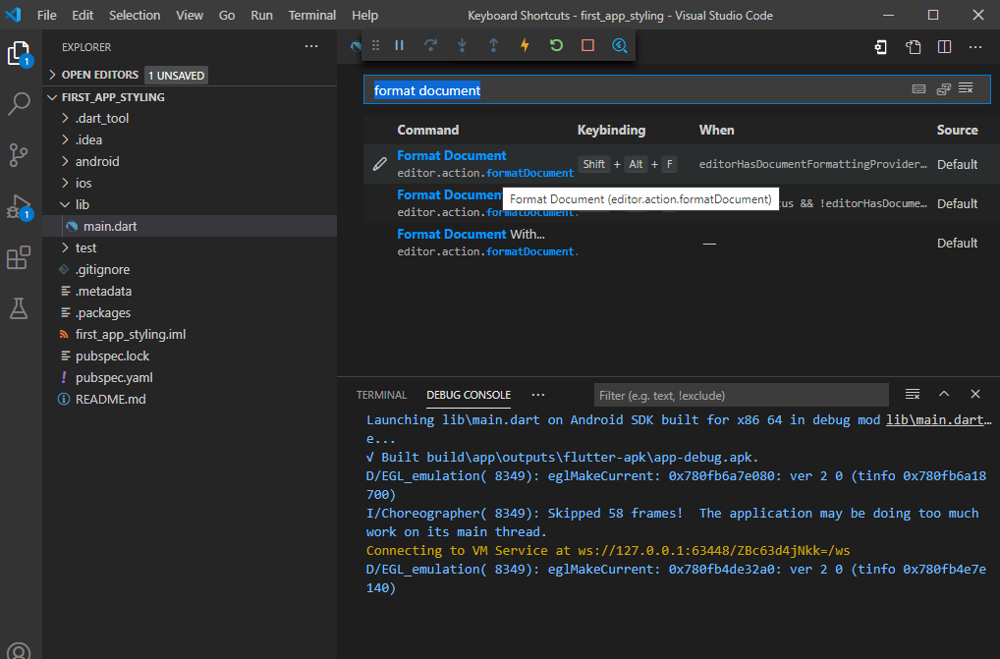 File Edit Selection View Go Run Terminal Help
Keyboard Shortcuts - first_app_styling - Visual Studio Code
1
1
EXPLORER
OPEN EDITORS 1 UNSAVED
FIRST_APP_STYLING
.dart_tool
.idea
android
ios
lib
main.dart
test
.gitignore
.metadata
.packages
first_app_styling.iml
pubspec.lock
pubspec.yaml
README.md
format document
Command Keybinding When Source
Format Document
editor.action.formatDocument
Shift + Alt + F editorHasDocumentFormattingProvider… Default
Format Document
editor.action.formatDocument.
Format Document (editor.action.formatDocument)
us && !editorHasDocume… Default
Format Document With...
editor.action.formatDocument.
— Default
TERMINAL DEBUG CONSOLE ··· Filter (e.g. text, !exclude)
Launching lib\main.dart on Android SDK built for x86 64 in debug mod lib\main.dart…
e...
√ Built build\app\outputs\flutter-apk\app-debug.apk.
D/EGL_emulation( 8349): eglMakeCurrent: 0x780fb6a7e080: ver 2 0 (tinfo 0x780fb6a18
700)
I/Choreographer( 8349): Skipped 58 frames!  The application may be doing too much
work on its main thread.
Connecting to VM Service at ws://127.0.0.1:63448/ZBc63d4jNkk=/ws
D/EGL_emulation( 8349): eglMakeCurrent: 0x780fb4de32a0: ver 2 0 (tinfo 0x780fb4e7e
140)